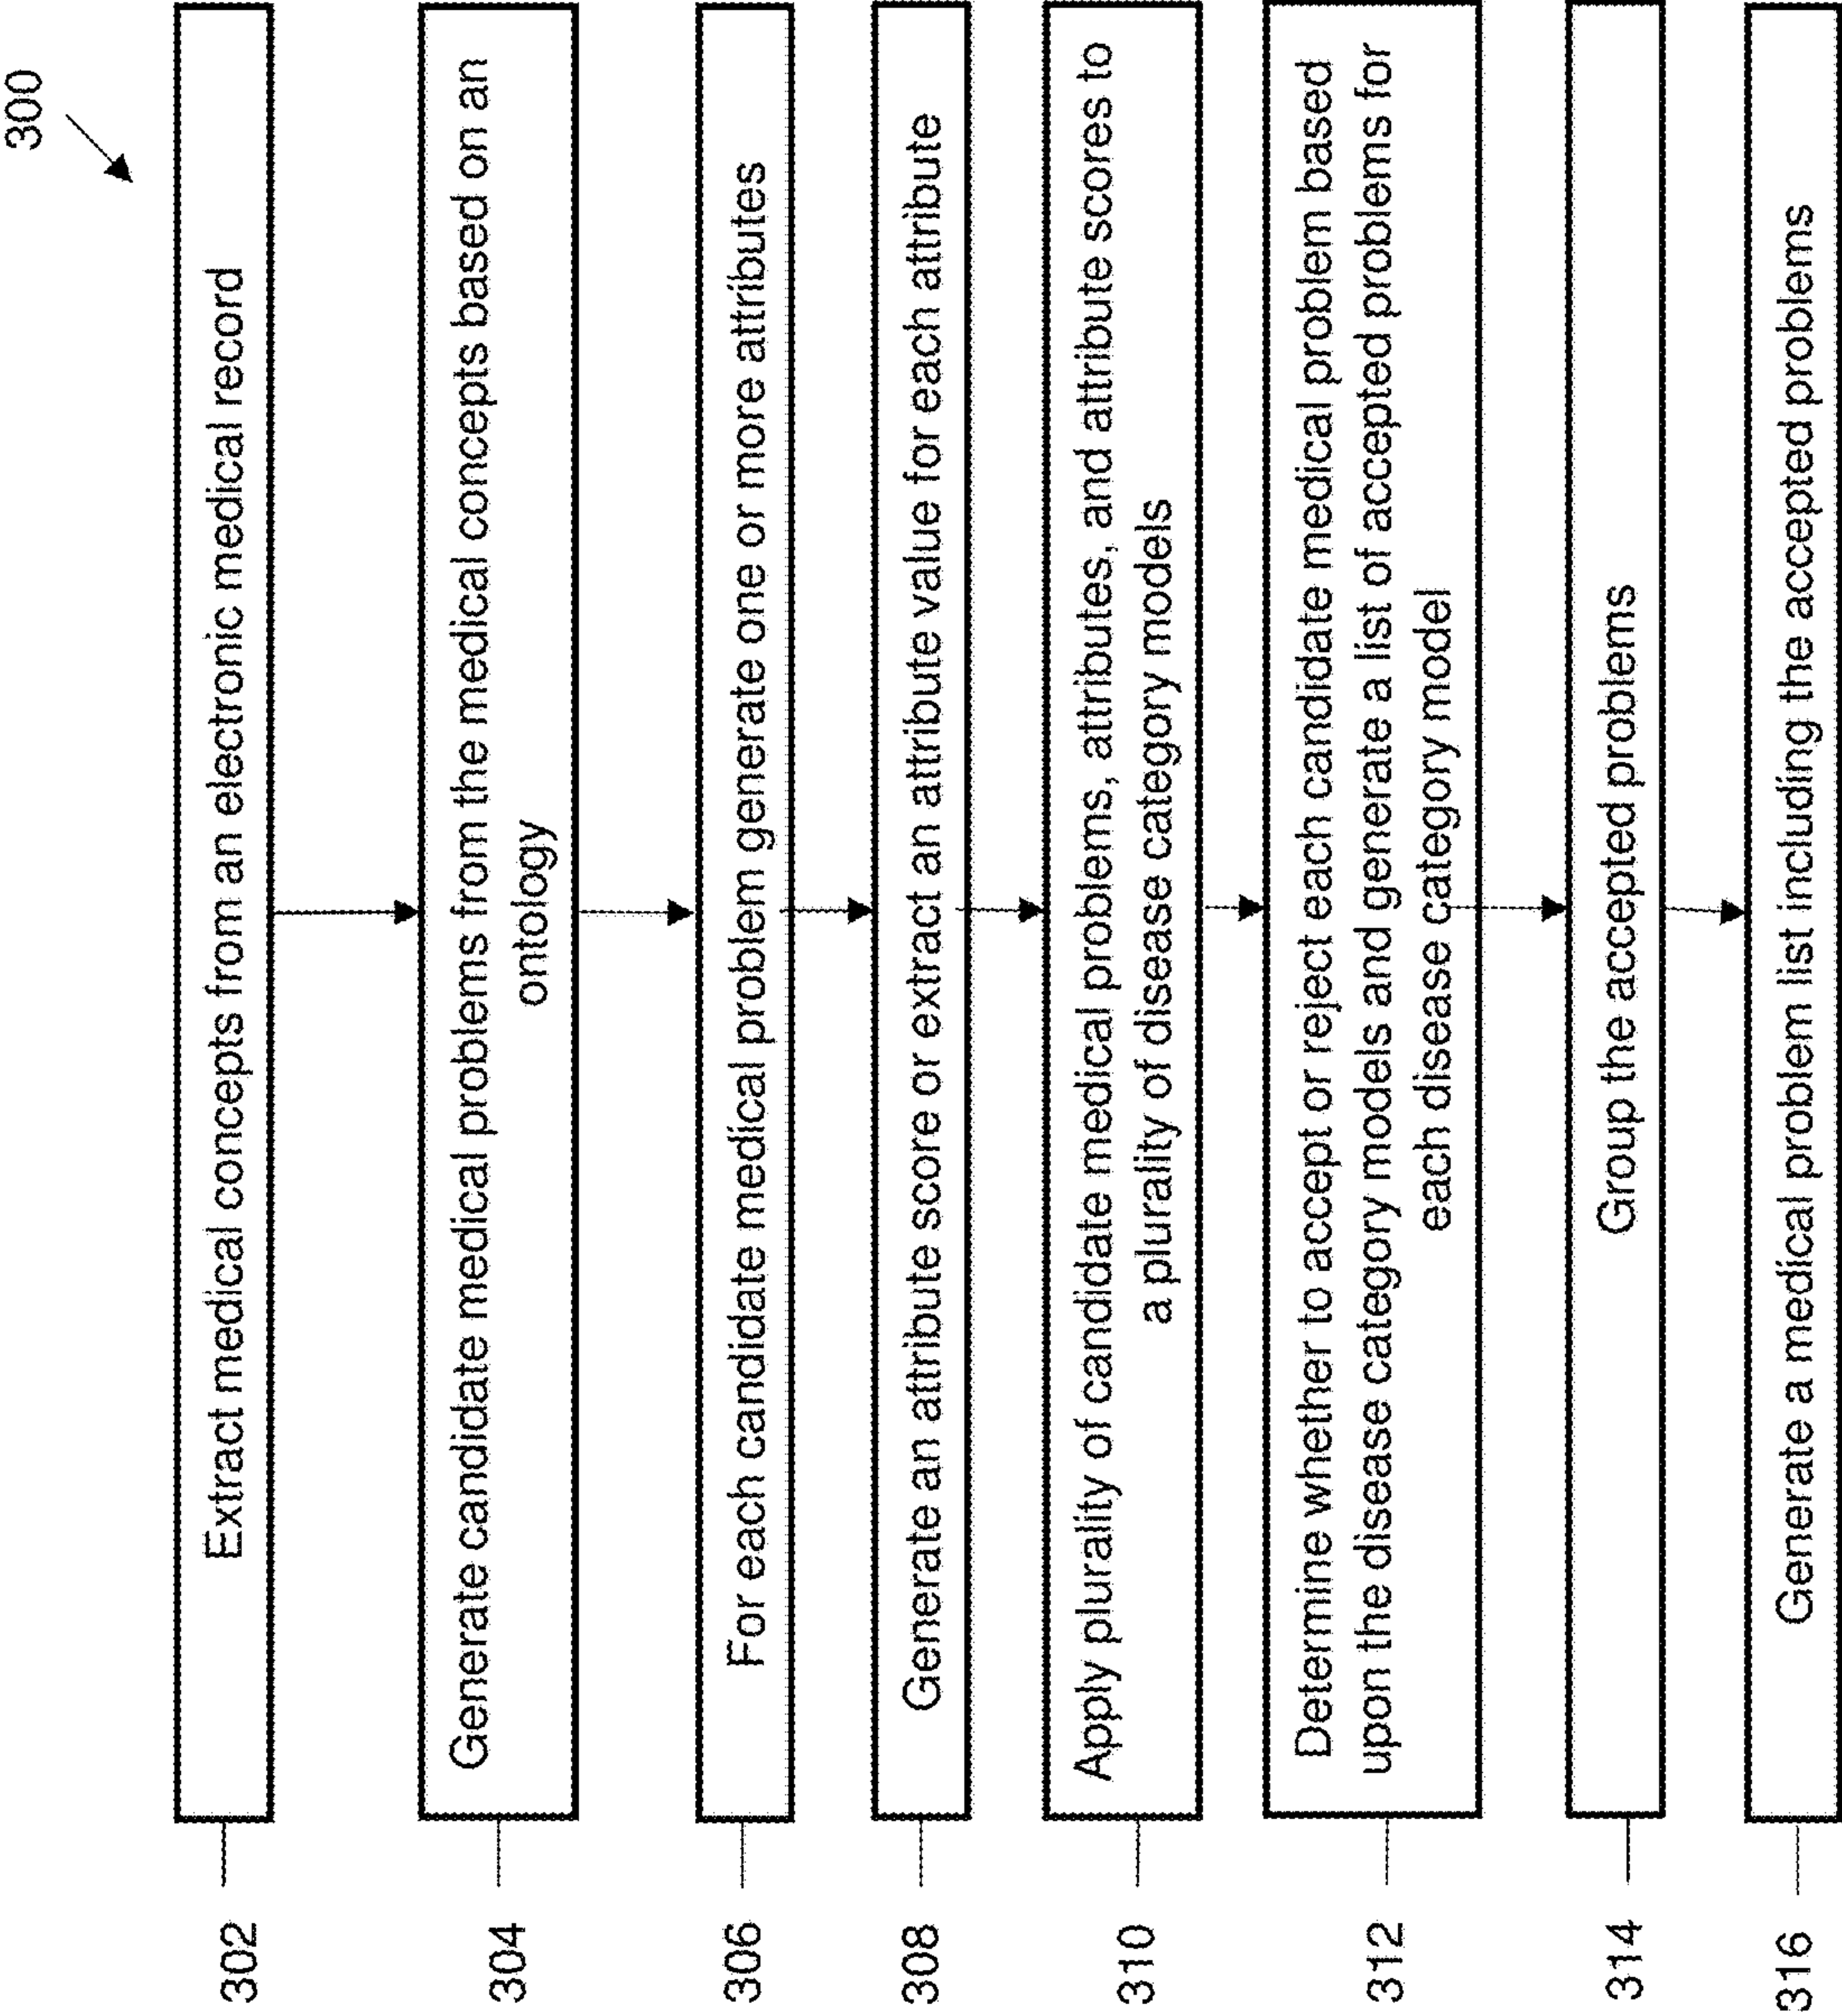 300
302
Extract medical concepts from an electronic medical record
304
Generate candidate medical problems from the medical concepts based on an
ontology
306
For each candidate medical problem generate one or more attributes
308
Generate an attribute score or extract an attribute value for each attribute
310
Apply plurality of candidate medical problems, attributes, and attribute scores to
a plurality of disease category models
312
Determine whether to accept or reject each candidate medical problem based
upon the disease category models and generate a list of accepted problems for
each disease category model
314
Group the accepted problems
316
Generate a medical problem list including the accepted problems